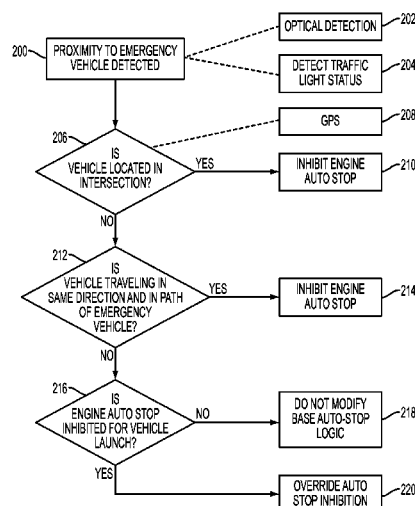 200
PROXIMITY TO EMERGENCY
VEHICLE DETECTED
OPTICAL DETECTION
202
DETECT TRAFFIC
LIGHT STATUS
204
GPS
208
206
IS
VEHICLE LOCATED IN
INTERSECTION?
YES
INHIBIT ENGINE
AUTO STOP
210
NO
212
IS
VEHICLE TRAVELING IN
SAME DIRECTION AND IN PATH
OF EMERGENCY
VEHICLE?
YES
INHIBIT ENGINE
AUTO STOP
214
NO
216
IS
ENGINE AUTO STOP
INHIBITED FOR VEHICLE
LAUNCH?
NO
DO NOT MODIFY
BASE AUTO-STOP
LOGIC
218
YES
OVERRIDE AUTO
STOP INHIBITION
220